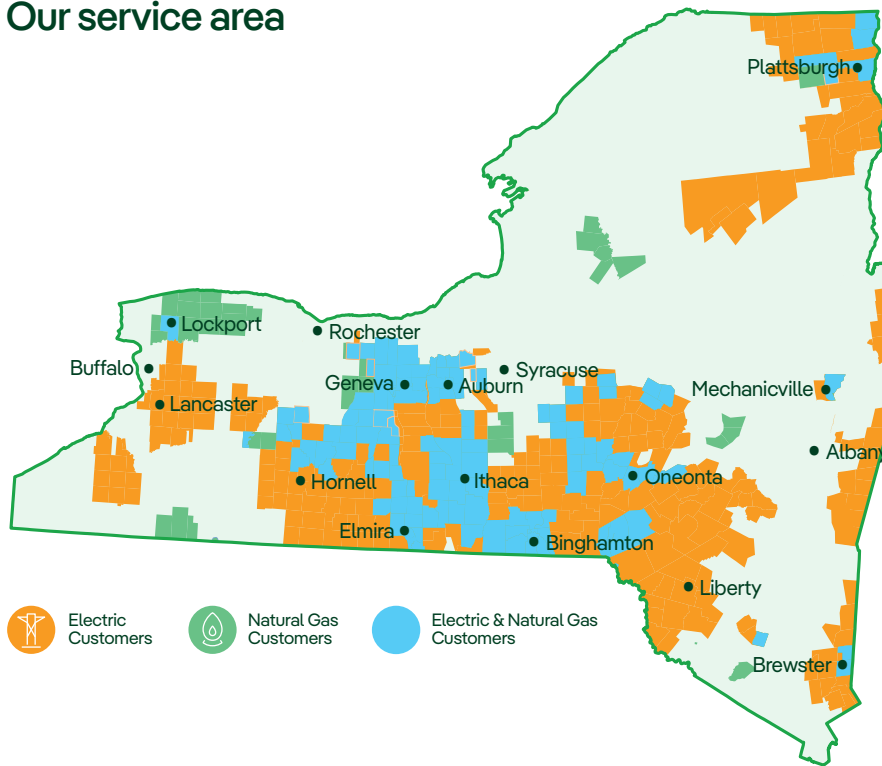 Our service area
Plattsburgh
Lockport
Rochester
Buffalo
Syracuse
Geneva
Auburn
Mechanicville
Lancaster
Albany
Hornell
Ithaca
Oneonta
Elmira
Binghamton
Liberty
Electric
Customers
Natural Gas
Customers
Electric & Natural Gas
Customers
Brewster